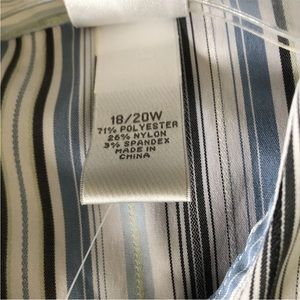 18/20W
71% POLYESTER
26% NYLON
3% SPANDEX
MADE IN
CHINA